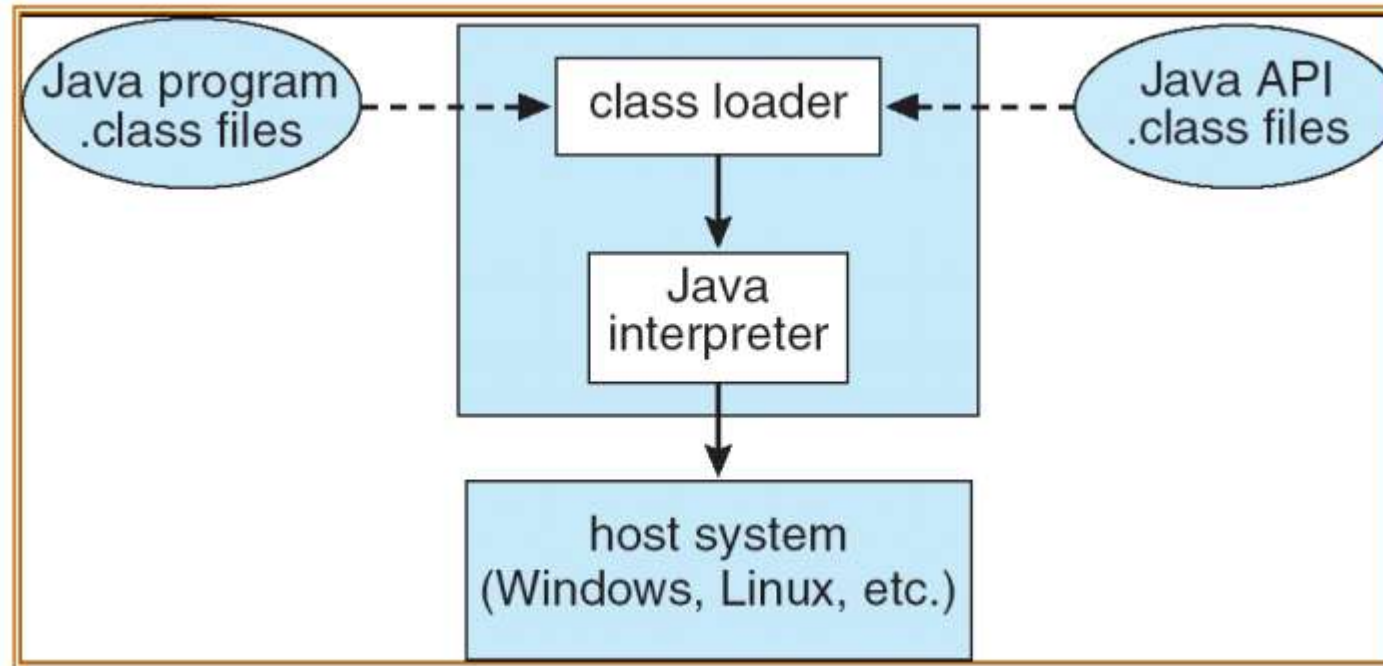 Java program
.class files
class loader
Java API
.class files
Java
interpreter
host system
(Windows, Linux, etc.)